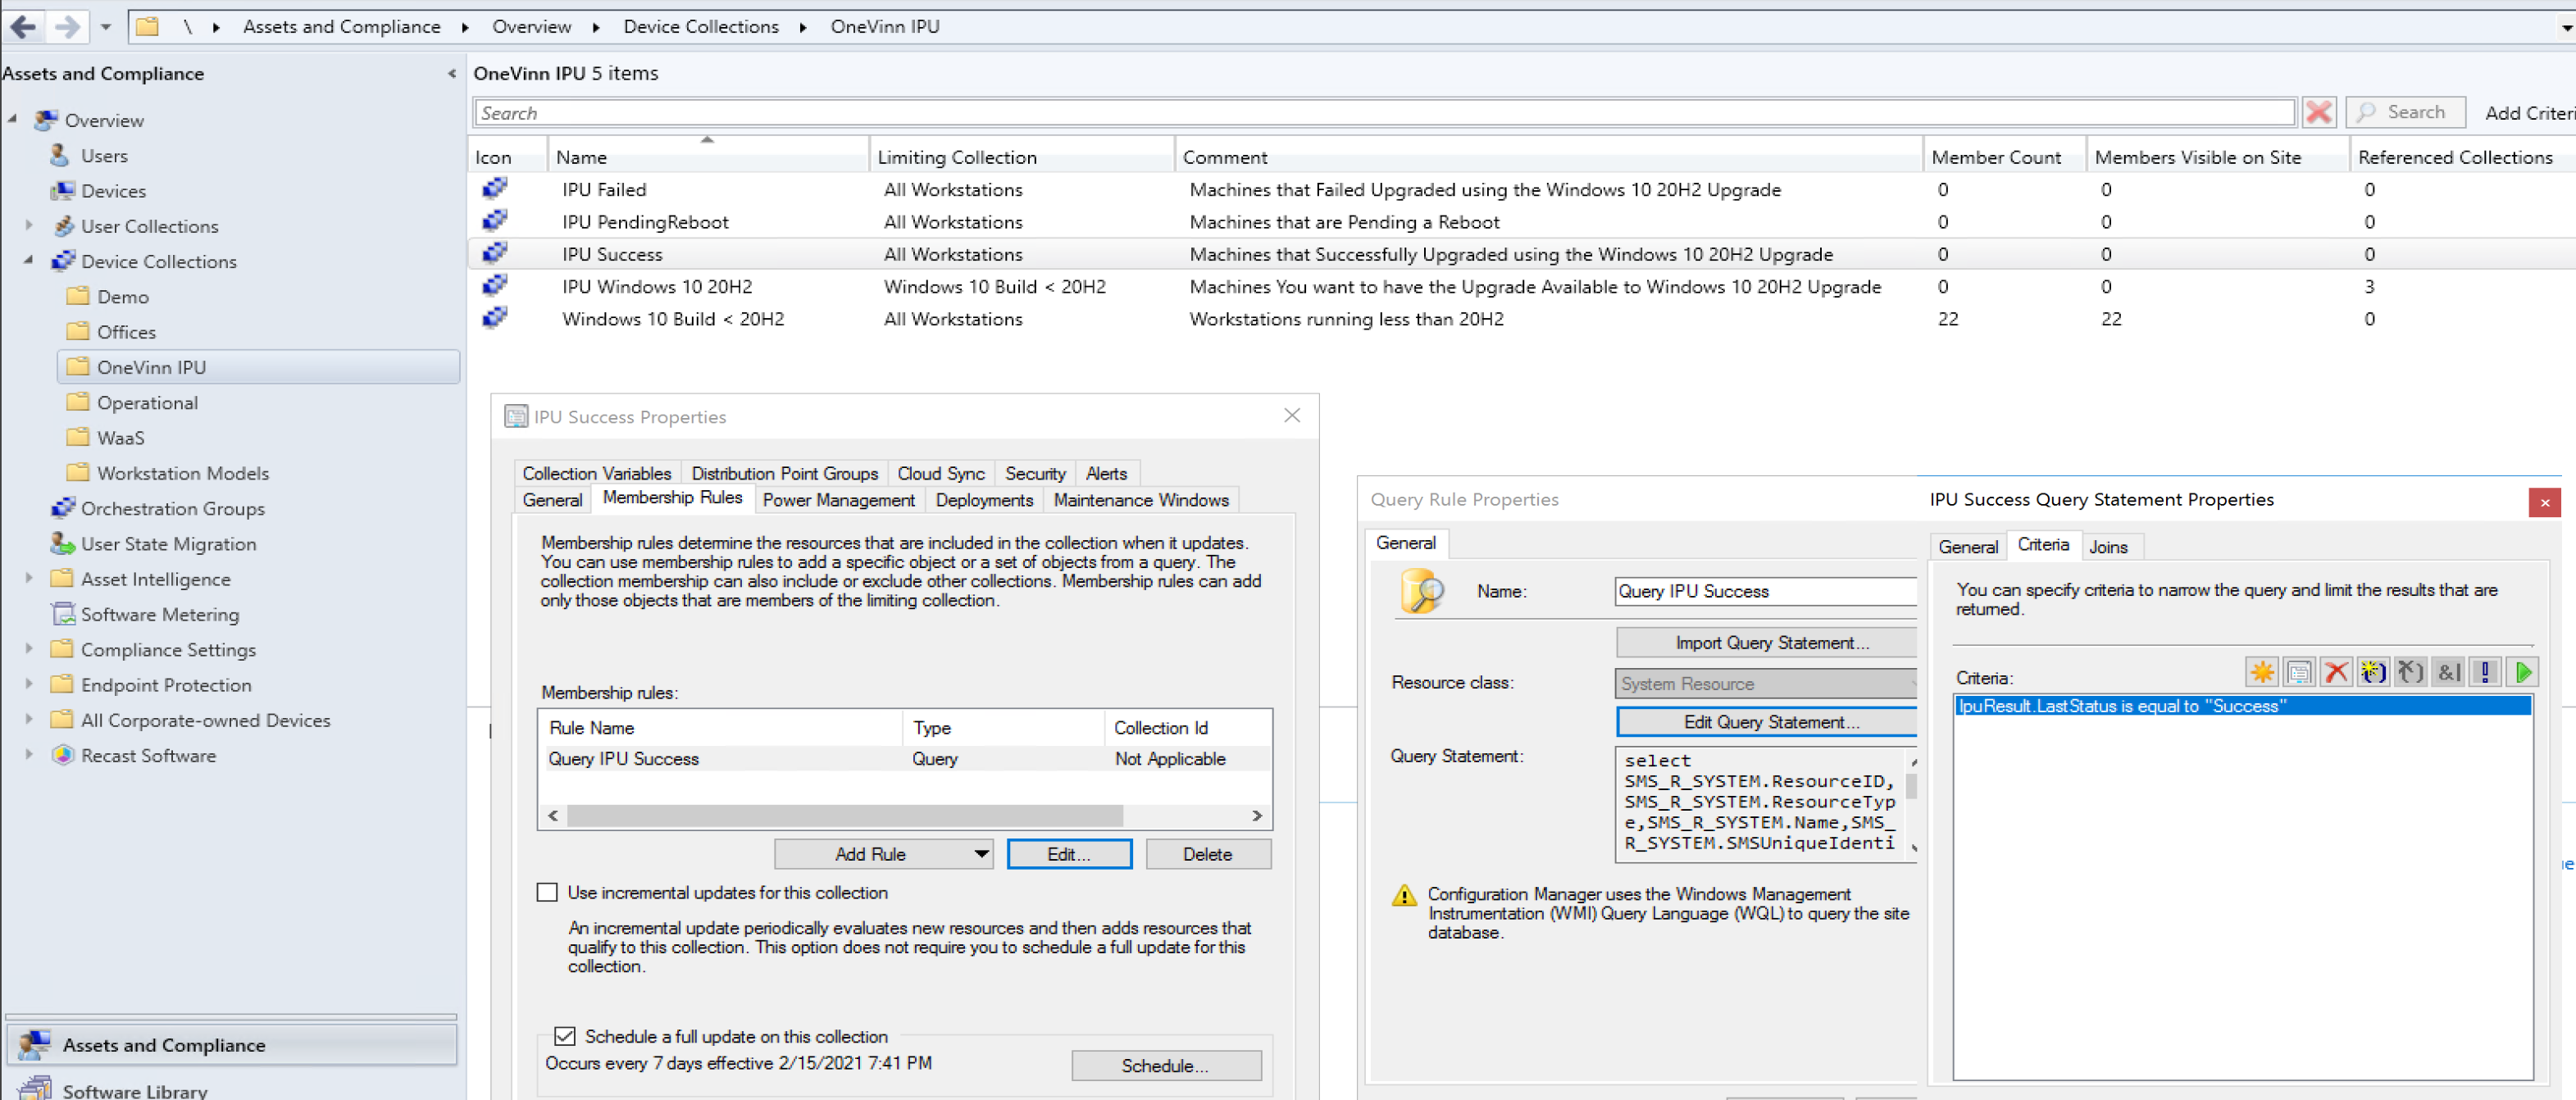 \ Assets and Compliance Overview Device Collections OneVinn IPU
Assets and Compliance
Overview
Users
Devices
User Collections
Device Collections
Demo
Offices
OneVinn IPU
Operational
WaaS
Workstation Models
Orchestration Groups
User State Migration
Asset Intelligence
Software Metering
Compliance Settings
Endpoint Protection
All Corporate-owned Devices
Recast Software
Assets and Compliance
Software Library
OneVinn IPU 5 items
Search Search Add Criteri
Icon Name Limiting Collection Comment Member Count Members Visible on Site Referenced Collections
IPU Failed All Workstations Machines that Failed Upgraded using the Windows 10 20H2 Upgrade 0 0 0
IPU PendingReboot All Workstations Machines that are Pending a Reboot 0 0 0
IPU Success All Workstations Machines that Successfully Upgraded using the Windows 10 20H2 Upgrade 0 0 0
IPU Windows 10 20H2 Windows 10 Build < 20H2 Machines You want to have the Upgrade Available to Windows 10 20H2 Upgrade 0 0 3
Windows 10 Build < 20H2 All Workstations Workstations running less than 20H2 22 22 0
IPU Success Properties
Collection Variables Distribution Point Groups Cloud Sync Security Alerts
General Membership Rules Power Management Deployments Maintenance Windows
Membership rules determine the resources that are included in the collection when it updates.
You can use membership rules to add a specific object or a set of objects from a query. The
collection membership can also include or exclude other collections. Membership rules can add
only those objects that are members of the limiting collection.
Membership rules:
Rule Name Type Collection Id
Query IPU Success Query Not Applicable
Add Rule Edit... Delete
Use incremental updates for this collection
An incremental update periodically evaluates new resources and then adds resources that
qualify to this collection. This option does not require you to schedule a full update for this
collection.
Schedule a full update on this collection
Occurs every 7 days effective 2/15/2021 7:41 PM
Schedule...
Query Rule Properties
General
Name: Query IPU Success
Import Query Statement...
Resource class: System Resource
Edit Query Statement...
Query Statement:
select
SMS_R_SYSTEM.ResourceID,
SMS_R_SYSTEM.ResourceTyp
e,SMS_R_SYSTEM.Name,SMS_
R_SYSTEM.SMSUniqueIdenti
Configuration Manager uses the Windows Management
Instrumentation (WMI) Query Language (WQL) to query the site
database.
IPU Success Query Statement Properties
General Criteria Joins
You can specify criteria to narrow the query and limit the results that are
returned.
Criteria:
&|
IpuResult.LastStatus is equal to "Success"